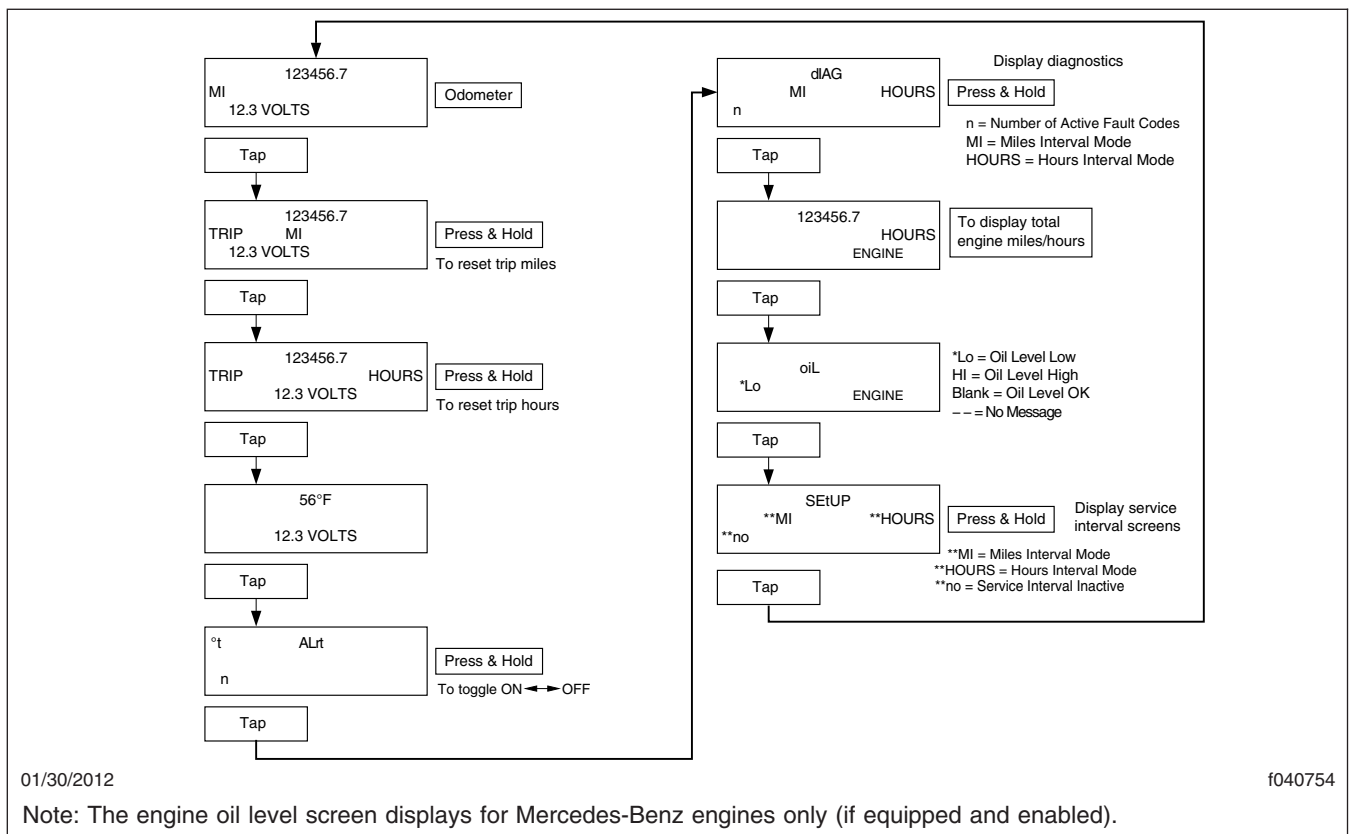 123456.7
MI
12.3 VOLTS
Odometer
Tap
123456.7
TRIP MI
12.3 VOLTS
Press & Hold
To reset trip miles
Tap
123456.7
TRIP HOURS
12.3 VOLTS
Press & Hold
To reset trip hours
Tap
56°F
12.3 VOLTS
Tap
°t ALrt
n
Press & Hold
To toggle ON OFF
Tap
dIAG
MI HOURS
n
Display diagnostics
Press & Hold
n = Number of Active Fault Codes
MI = Miles Interval Mode
HOURS = Hours Interval Mode
Tap
123456.7
HOURS
ENGINE
To display total
engine miles/hours
Tap
oiL
*Lo
ENGINE
*Lo = Oil Level Low
HI = Oil Level High
Blank = Oil Level OK
– – = No Message
Tap
SEtUP
**MI **HOURS
**no
Press & Hold
Display service
interval screens
**MI = Miles Interval Mode
**HOURS = Hours Interval Mode
**no = Service Interval Inactive
Tap
01/30/2012 f040754
Note: The engine oil level screen displays for Mercedes-Benz engines only (if equipped and enabled).